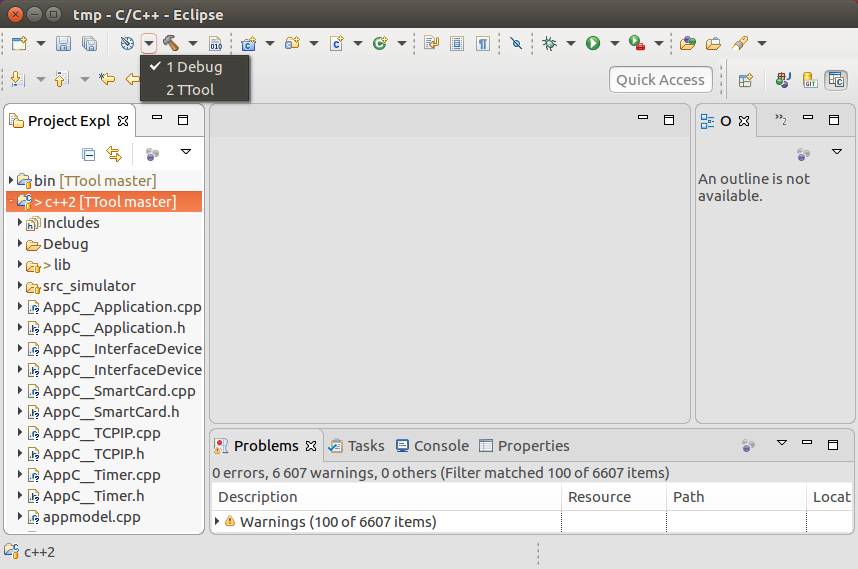 tmp - C/C++ - Eclipse
010
1 Debug
2 TTool
Quick Access
Project Expl
O
»2
bin [TTool master]
> c++2 [TTool master]
Includes
Debug
> lib
src_simulator
AppC__Application.cpp
AppC__Application.h
AppC__InterfaceDevice
AppC__InterfaceDevice
AppC__SmartCard.cpp
AppC__SmartCard.h
AppC__TCPIP.cpp
AppC__TCPIP.h
AppC__Timer.cpp
AppC__Timer.h
appmodel.cpp
An outline is not
available.
Problems
Tasks
Console
Properties
0 errors, 6 607 warnings, 0 others (Filter matched 100 of 6607 items)
Description
Resource
Path
Locat
Warnings (100 of 6607 items)
c++2